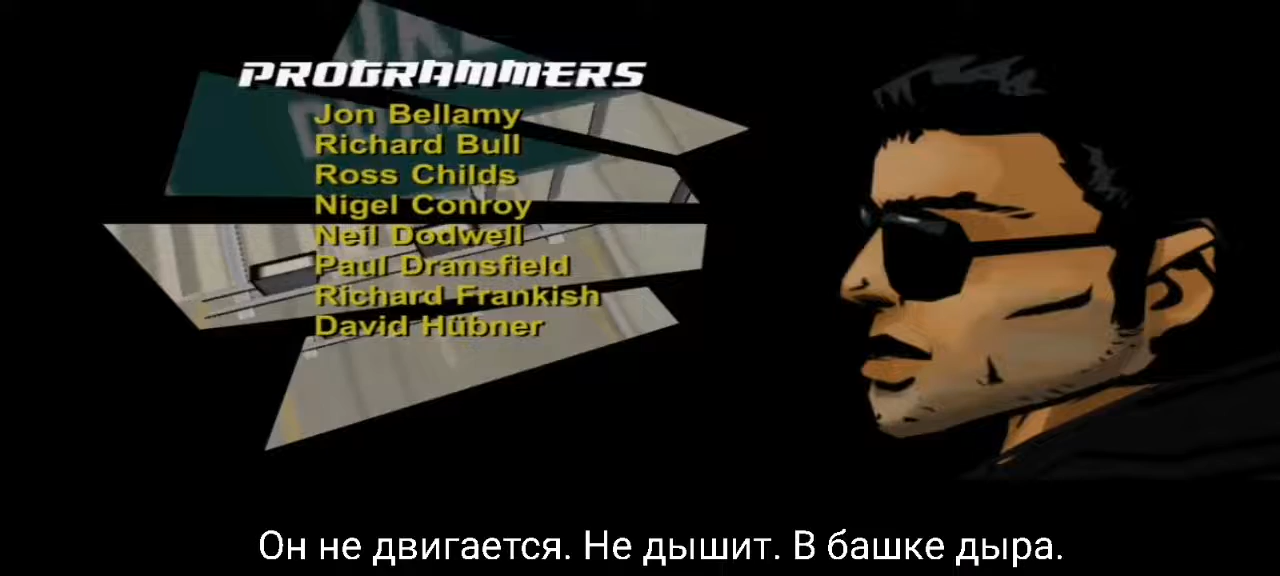 PROGRAMMERS
Jon Bellamy
Richard Bull
Ross Childs
Nigel Conroy
Neil Dodwell
Paul Dransfield
Richard Frankish
David Hübner
Он не двигается. Не дышит. В башке дыра.